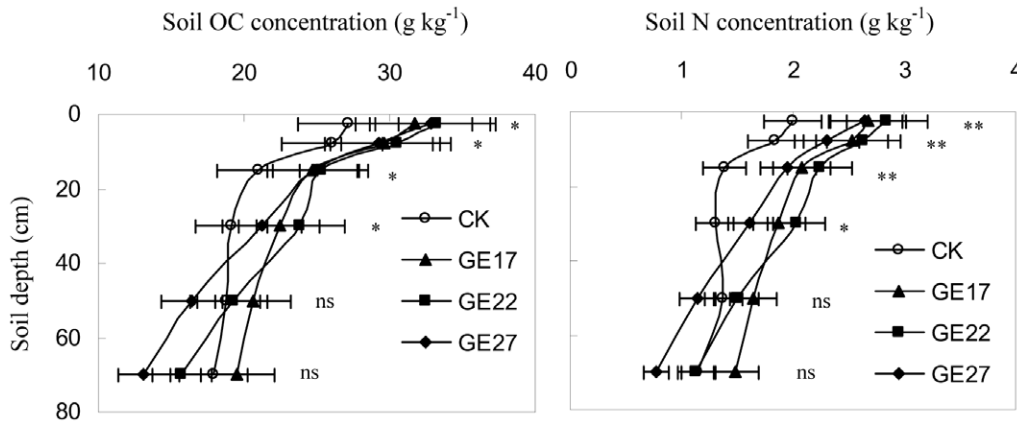 Soil OC concentration (g kg⁻¹)
Soil N concentration (g kg⁻¹)
10 20 30 40
0 1 2 3 4
Soil depth (cm)
0
20
40
60
80
*
*
*
*
ns
ns
CK
GE17
GE22
GE27
**
**
**
*
ns
ns
CK
GE17
GE22
GE27